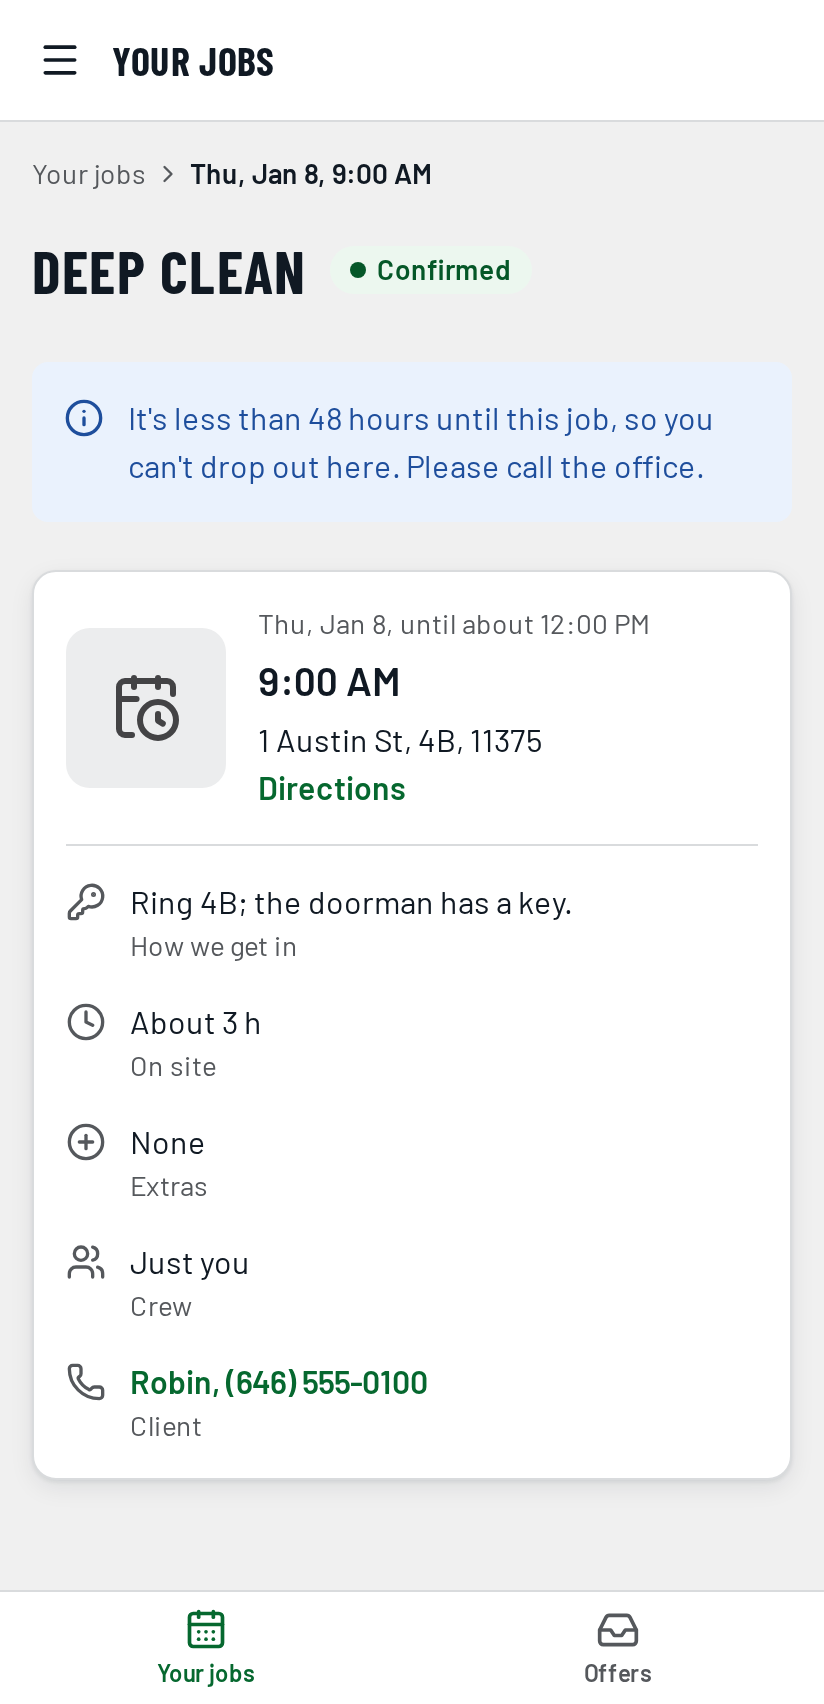 YOUR JOBS
Your jobs > Thu, Jan 8, 9:00 AM
DEEP CLEAN
Confirmed
It's less than 48 hours until this job, so you
can't drop out here. Please call the office.
Thu, Jan 8, until about 12:00 PM
9:00 AM
1 Austin St, 4B, 11375
Directions
Ring 4B; the doorman has a key.
How we get in
About 3 h
On site
None
Extras
Just you
Crew
Robin, (646) 555-0100
Client
Your jobs
Offers